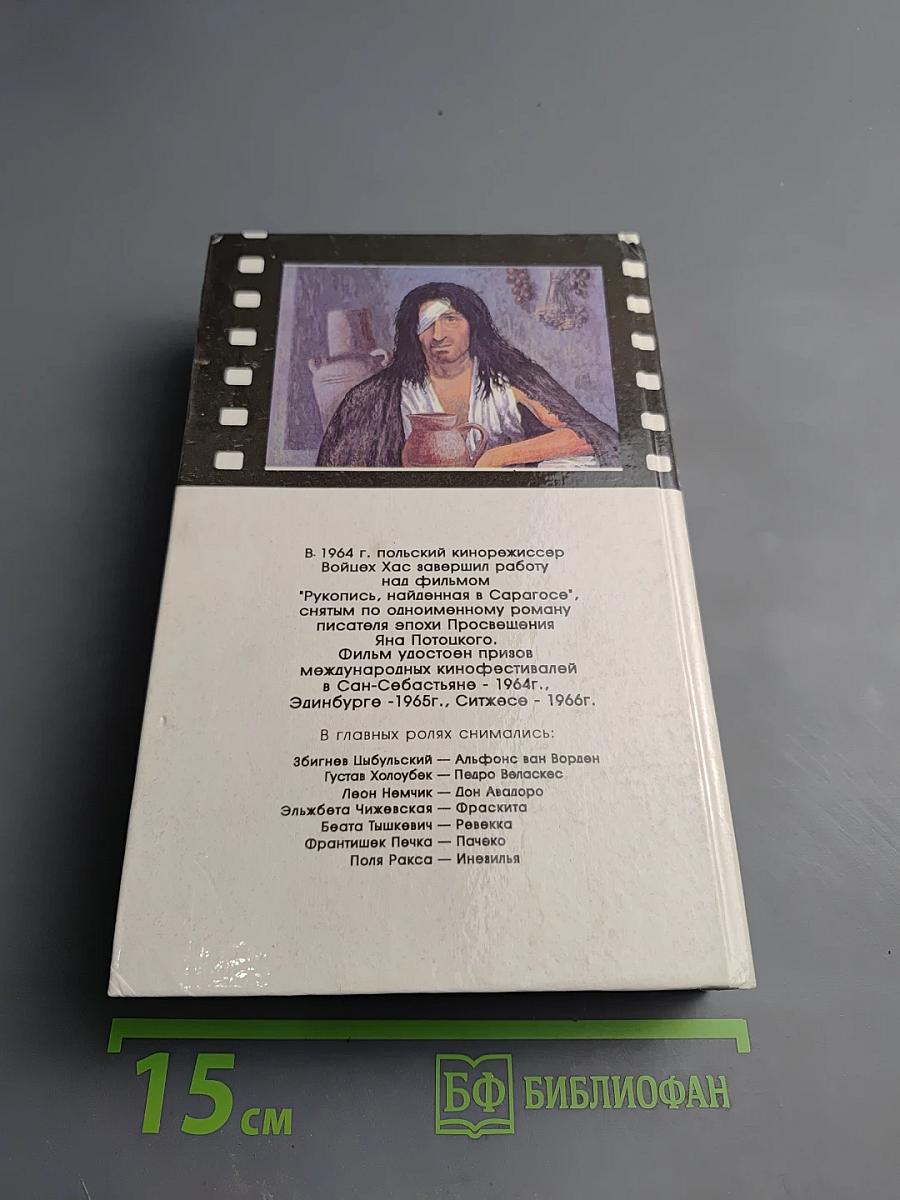 В 1964 г. польский кинорежиссер
Войцех Хас завершил работу
над фильмом
"Рукопись, найденная в Сарагосе",
снятым по одноименному роману
писателя эпохи Просвещения
Яна Потоцкого.
Фильм удостоен призов
международных кинофестивалей
в Сан-Себастьяне - 1964г.,
Эдинбурге -1965г., Ситжесе - 1966г.
В главных ролях снимались:
Збигнев Цыбульский — Альфонс ван Ворден
Густав Холоубек — Педро Веласкес
Леон Немчик — Дон Авадоро
Эльжбета Чижевская — Фраскита
Беата Тышкевич — Ревекка
Франтишек Печка — Пачеко
Поля Ракса — Инезилья
15 см
БФ БИБЛИОФАН